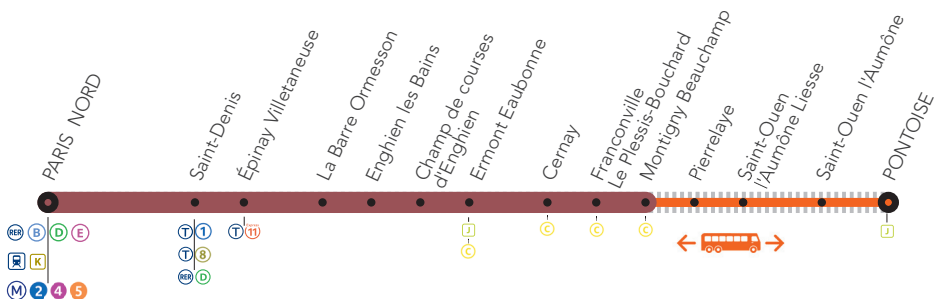 PARIS NORD
Saint-Denis
Épinay Villetaneuse
La Barre Ormesson
Enghien les Bains
Champ de courses
d'Enghien
Ermont Eaubonne
Cernay
Franconville
Le Plessis-Bouchard
Montigny Beauchamp
Pierrelaye
Saint-Ouen
l'Aumône Liesse
Saint-Ouen l'Aumône
PONTOISE
RER B D E
K
M 2 4 5
T 1
T 8
RER D
T 11
J
C
C
C
C
J